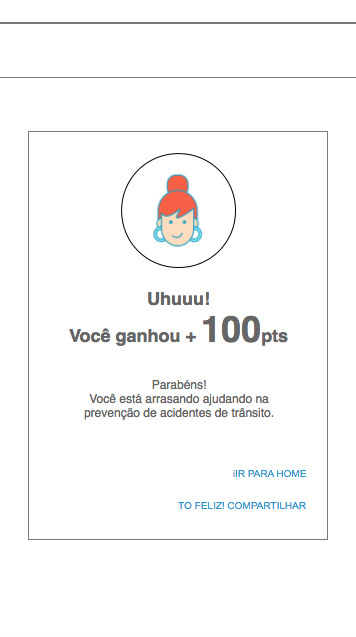 Uhuuu!
Você ganhou + 100pts
Parabéns!
Você está arrasando ajudando na
prevenção de acidentes de trânsito.
iIR PARA HOME
TO FELIZ! COMPARTILHAR